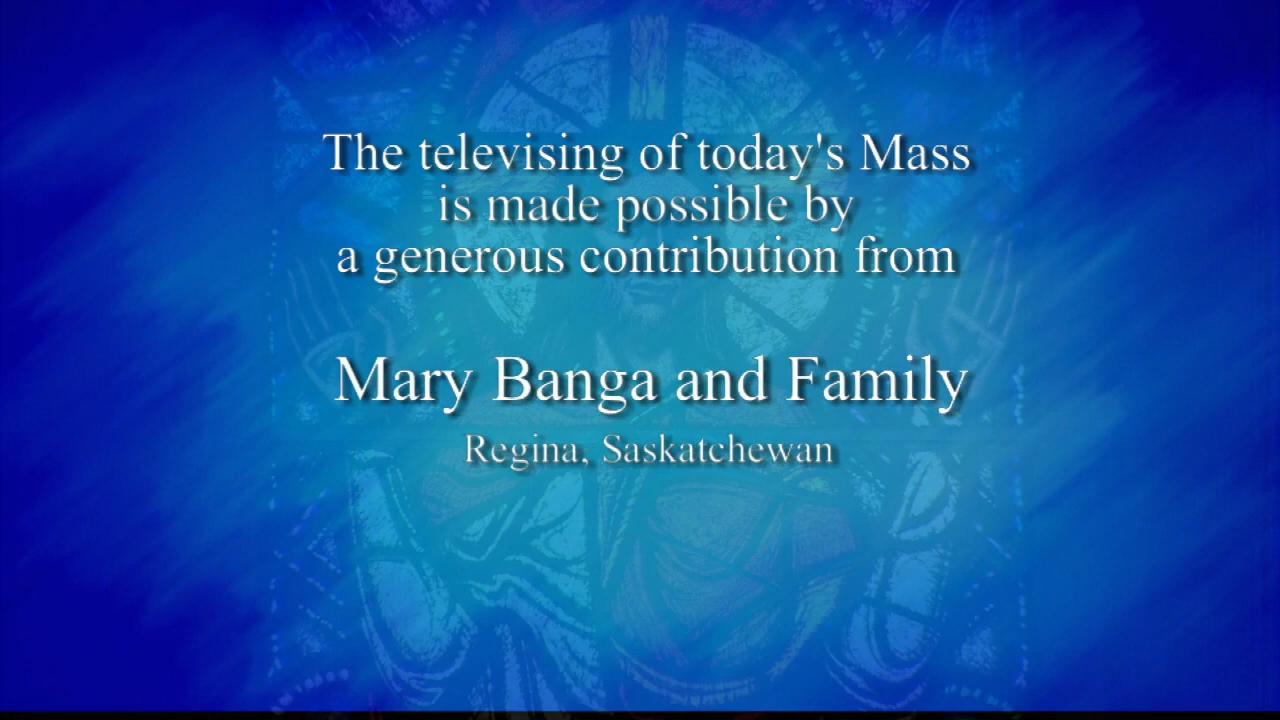 The televising of today's Mass
is made possible by
a generous contribution from
Mary Banga and Family
Regina, Saskatchewan